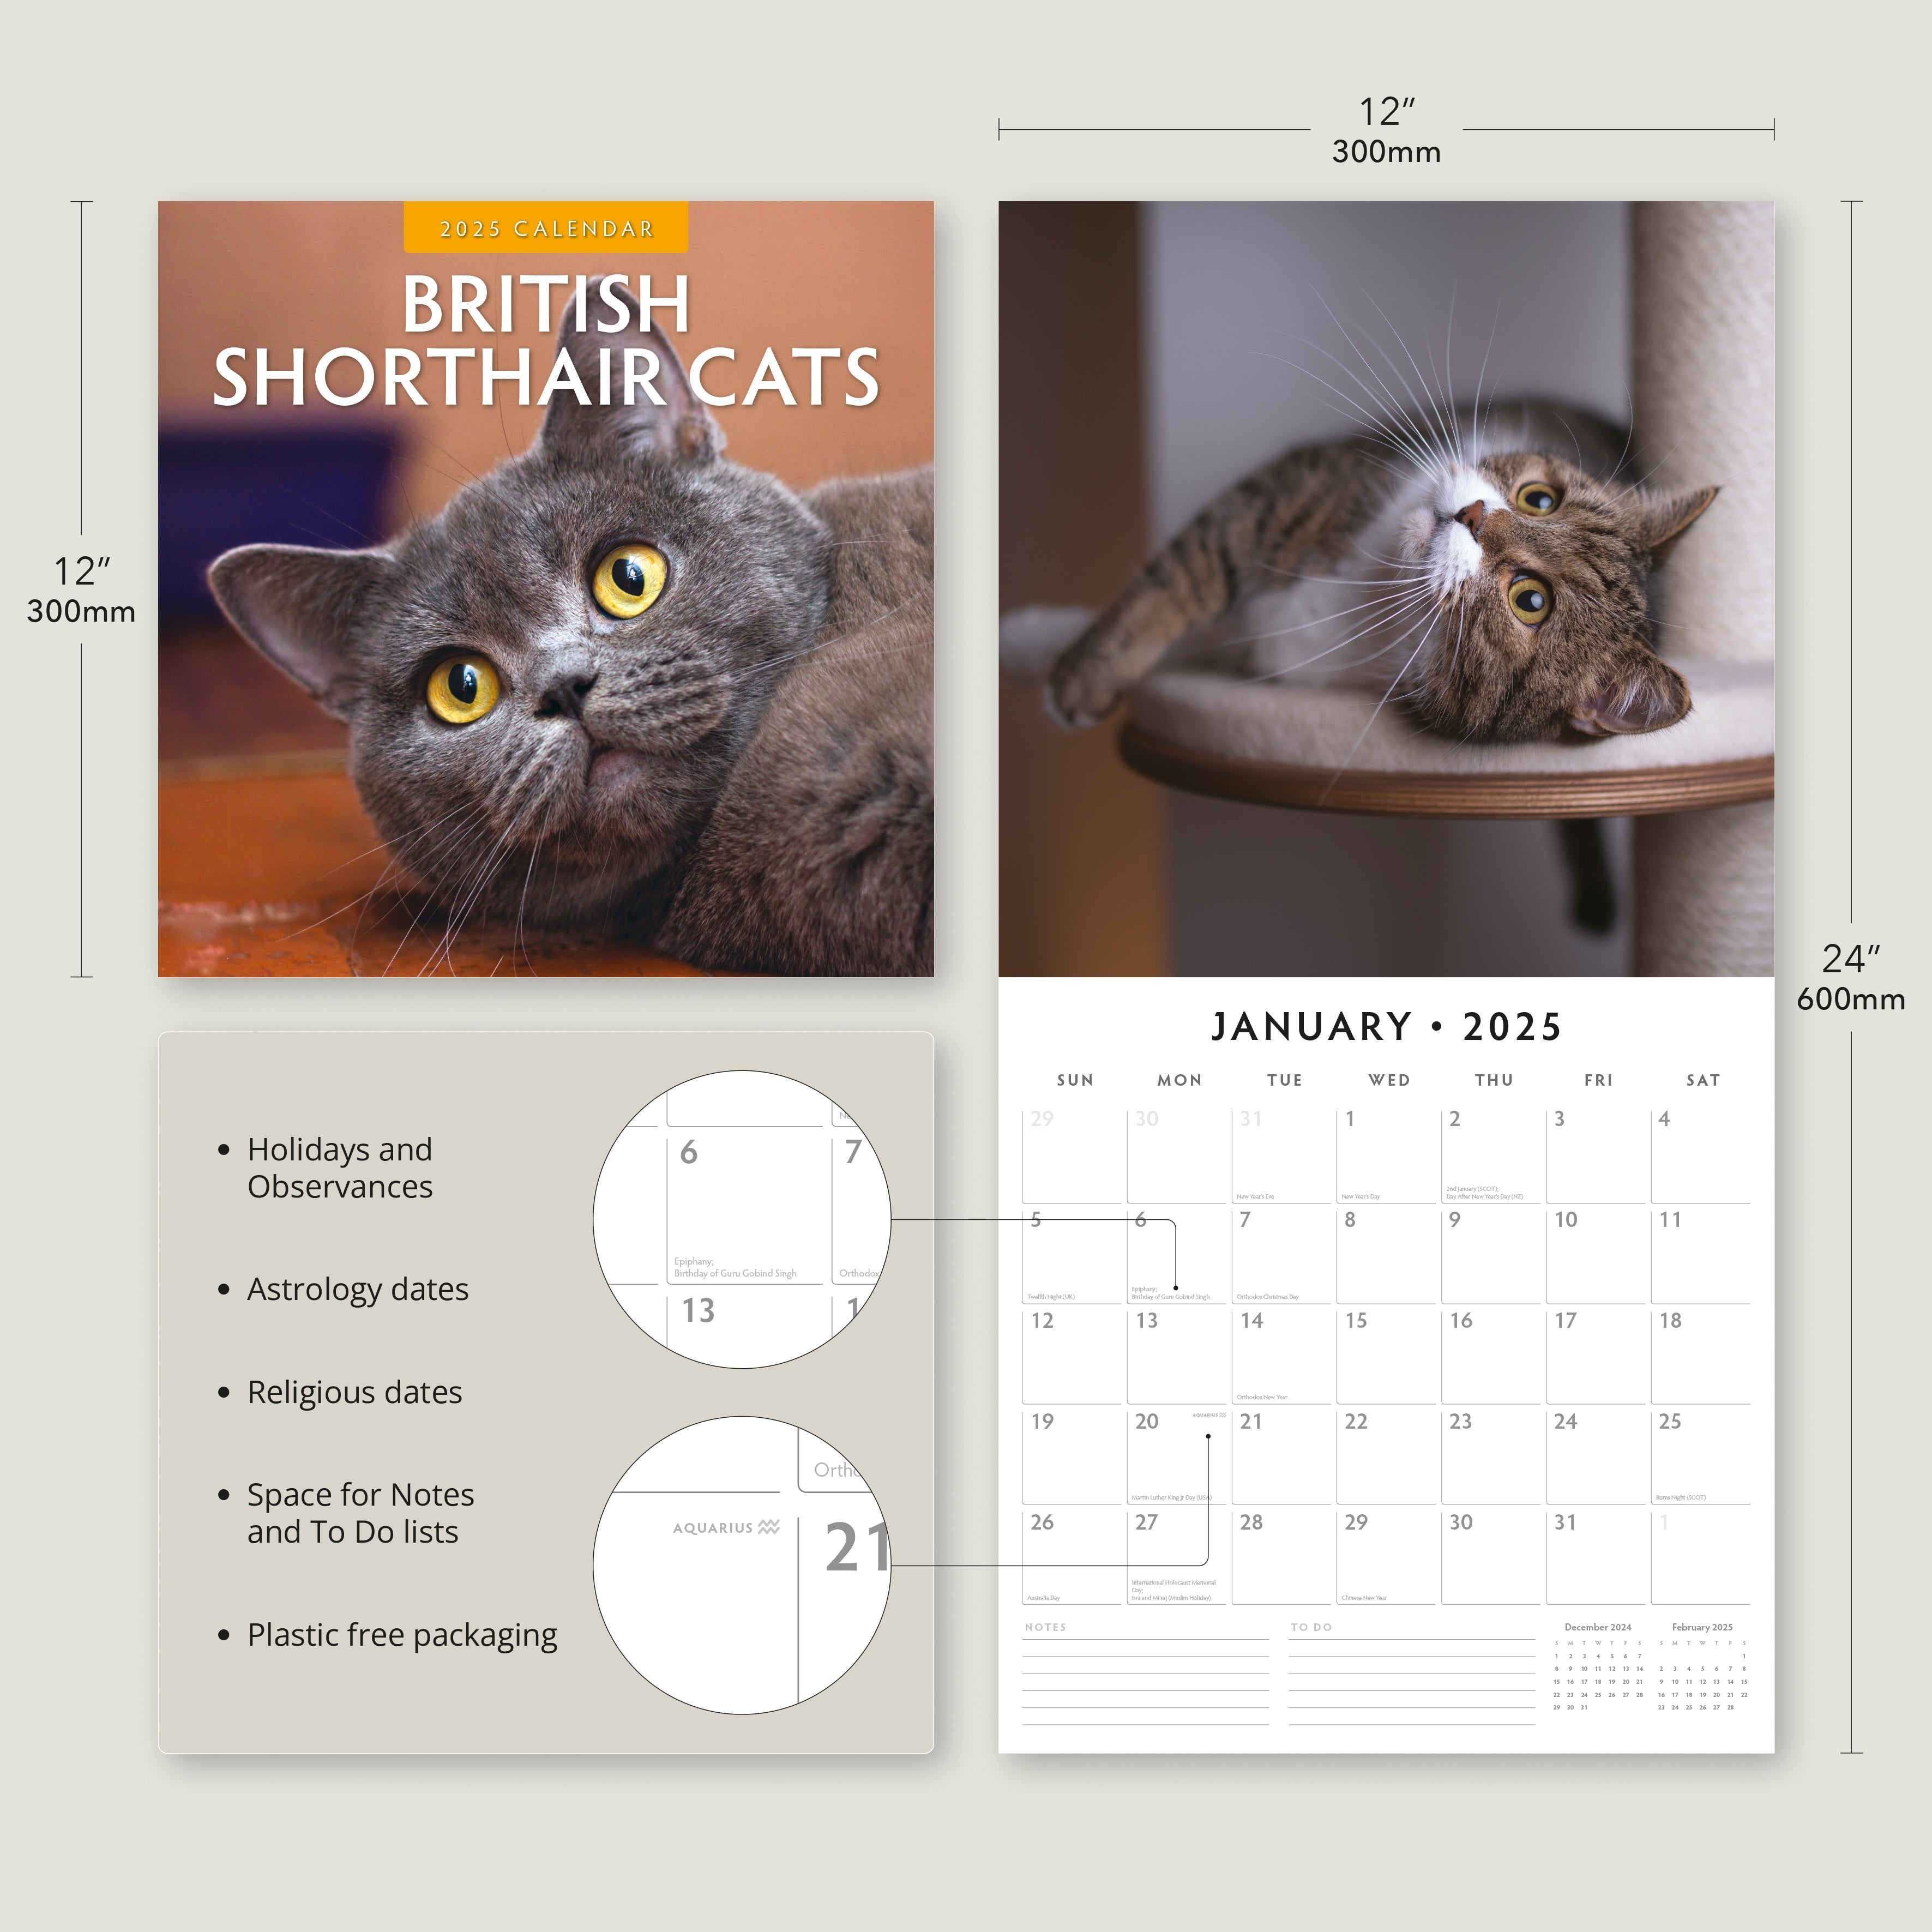 12”
300mm
2025 CALENDAR
BRITISH
SHORTHAIR CATS
12”
300mm
24”
600mm
JANUARY • 2025
SUN MON TUE WED THU FRI SAT
29 30 31 1 2 3 4
New Year's Eve
New Year's Day
2nd January (SCOT);
Day After New Year's Day (NZ)
5 6 7 8 9 10 11
Twelfth Night (UK)
Epiphany;
Birthday of Guru Gobind Singh
Orthodox Christmas Day
12 13 14 15 16 17 18
Orthodox New Year
19 20 AQUARIUS 21 22 23 24 25
Martin Luther King Jr Day (USA)
Burns Night (SCOT)
26 27 28 29 30 31 1
Australia Day
International Holocaust Memorial
Day;
Isra and Mi'raj (Muslim Holiday)
Chinese New Year
NOTES
TO DO
December 2024
S M T W T F S
1 2 3 4 5 6 7
8 9 10 11 12 13 14
15 16 17 18 19 20 21
22 23 24 25 26 27 28
29 30 31
February 2025
S M T W T F S
1
2 3 4 5 6 7 8
9 10 11 12 13 14 15
16 17 18 19 20 21 22
23 24 25 26 27 28
• Holidays and
Observances
• Astrology dates
• Religious dates
• Space for Notes
and To Do lists
• Plastic free packaging
6 7
Epiphany;
Birthday of Guru Gobind Singh
Orthodox
13 1
AQUARIUS
21